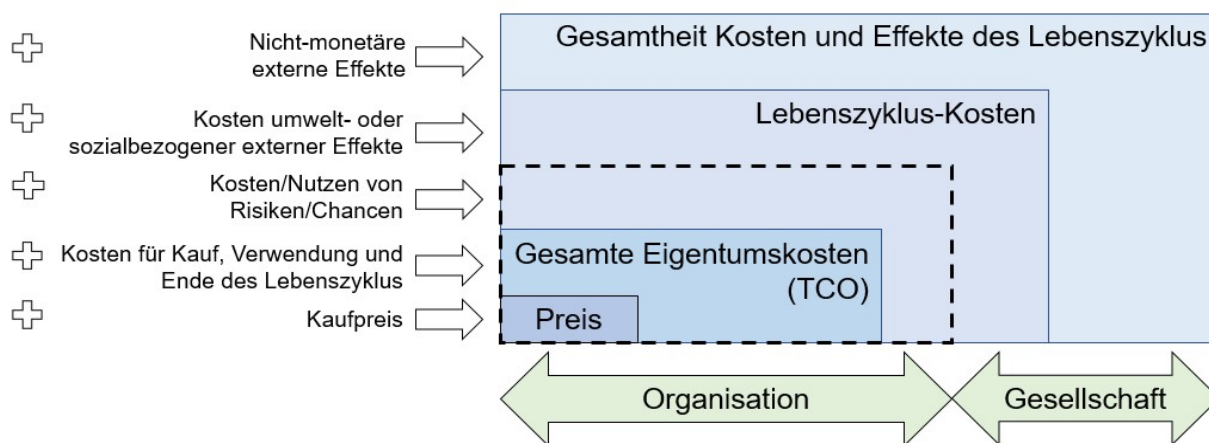 Nicht-monetäre
externe Effekte
Gesamtheit Kosten und Effekte des Lebenszyklus
Kosten umwelt- oder
sozialbezogener externer Effekte
Lebenszyklus-Kosten
Kosten/Nutzen von
Risiken/Chancen
Kosten für Kauf, Verwendung und
Ende des Lebenszyklus
Gesamte Eigentumskosten
(TCO)
Kaufpreis
Preis
Organisation
Gesellschaft